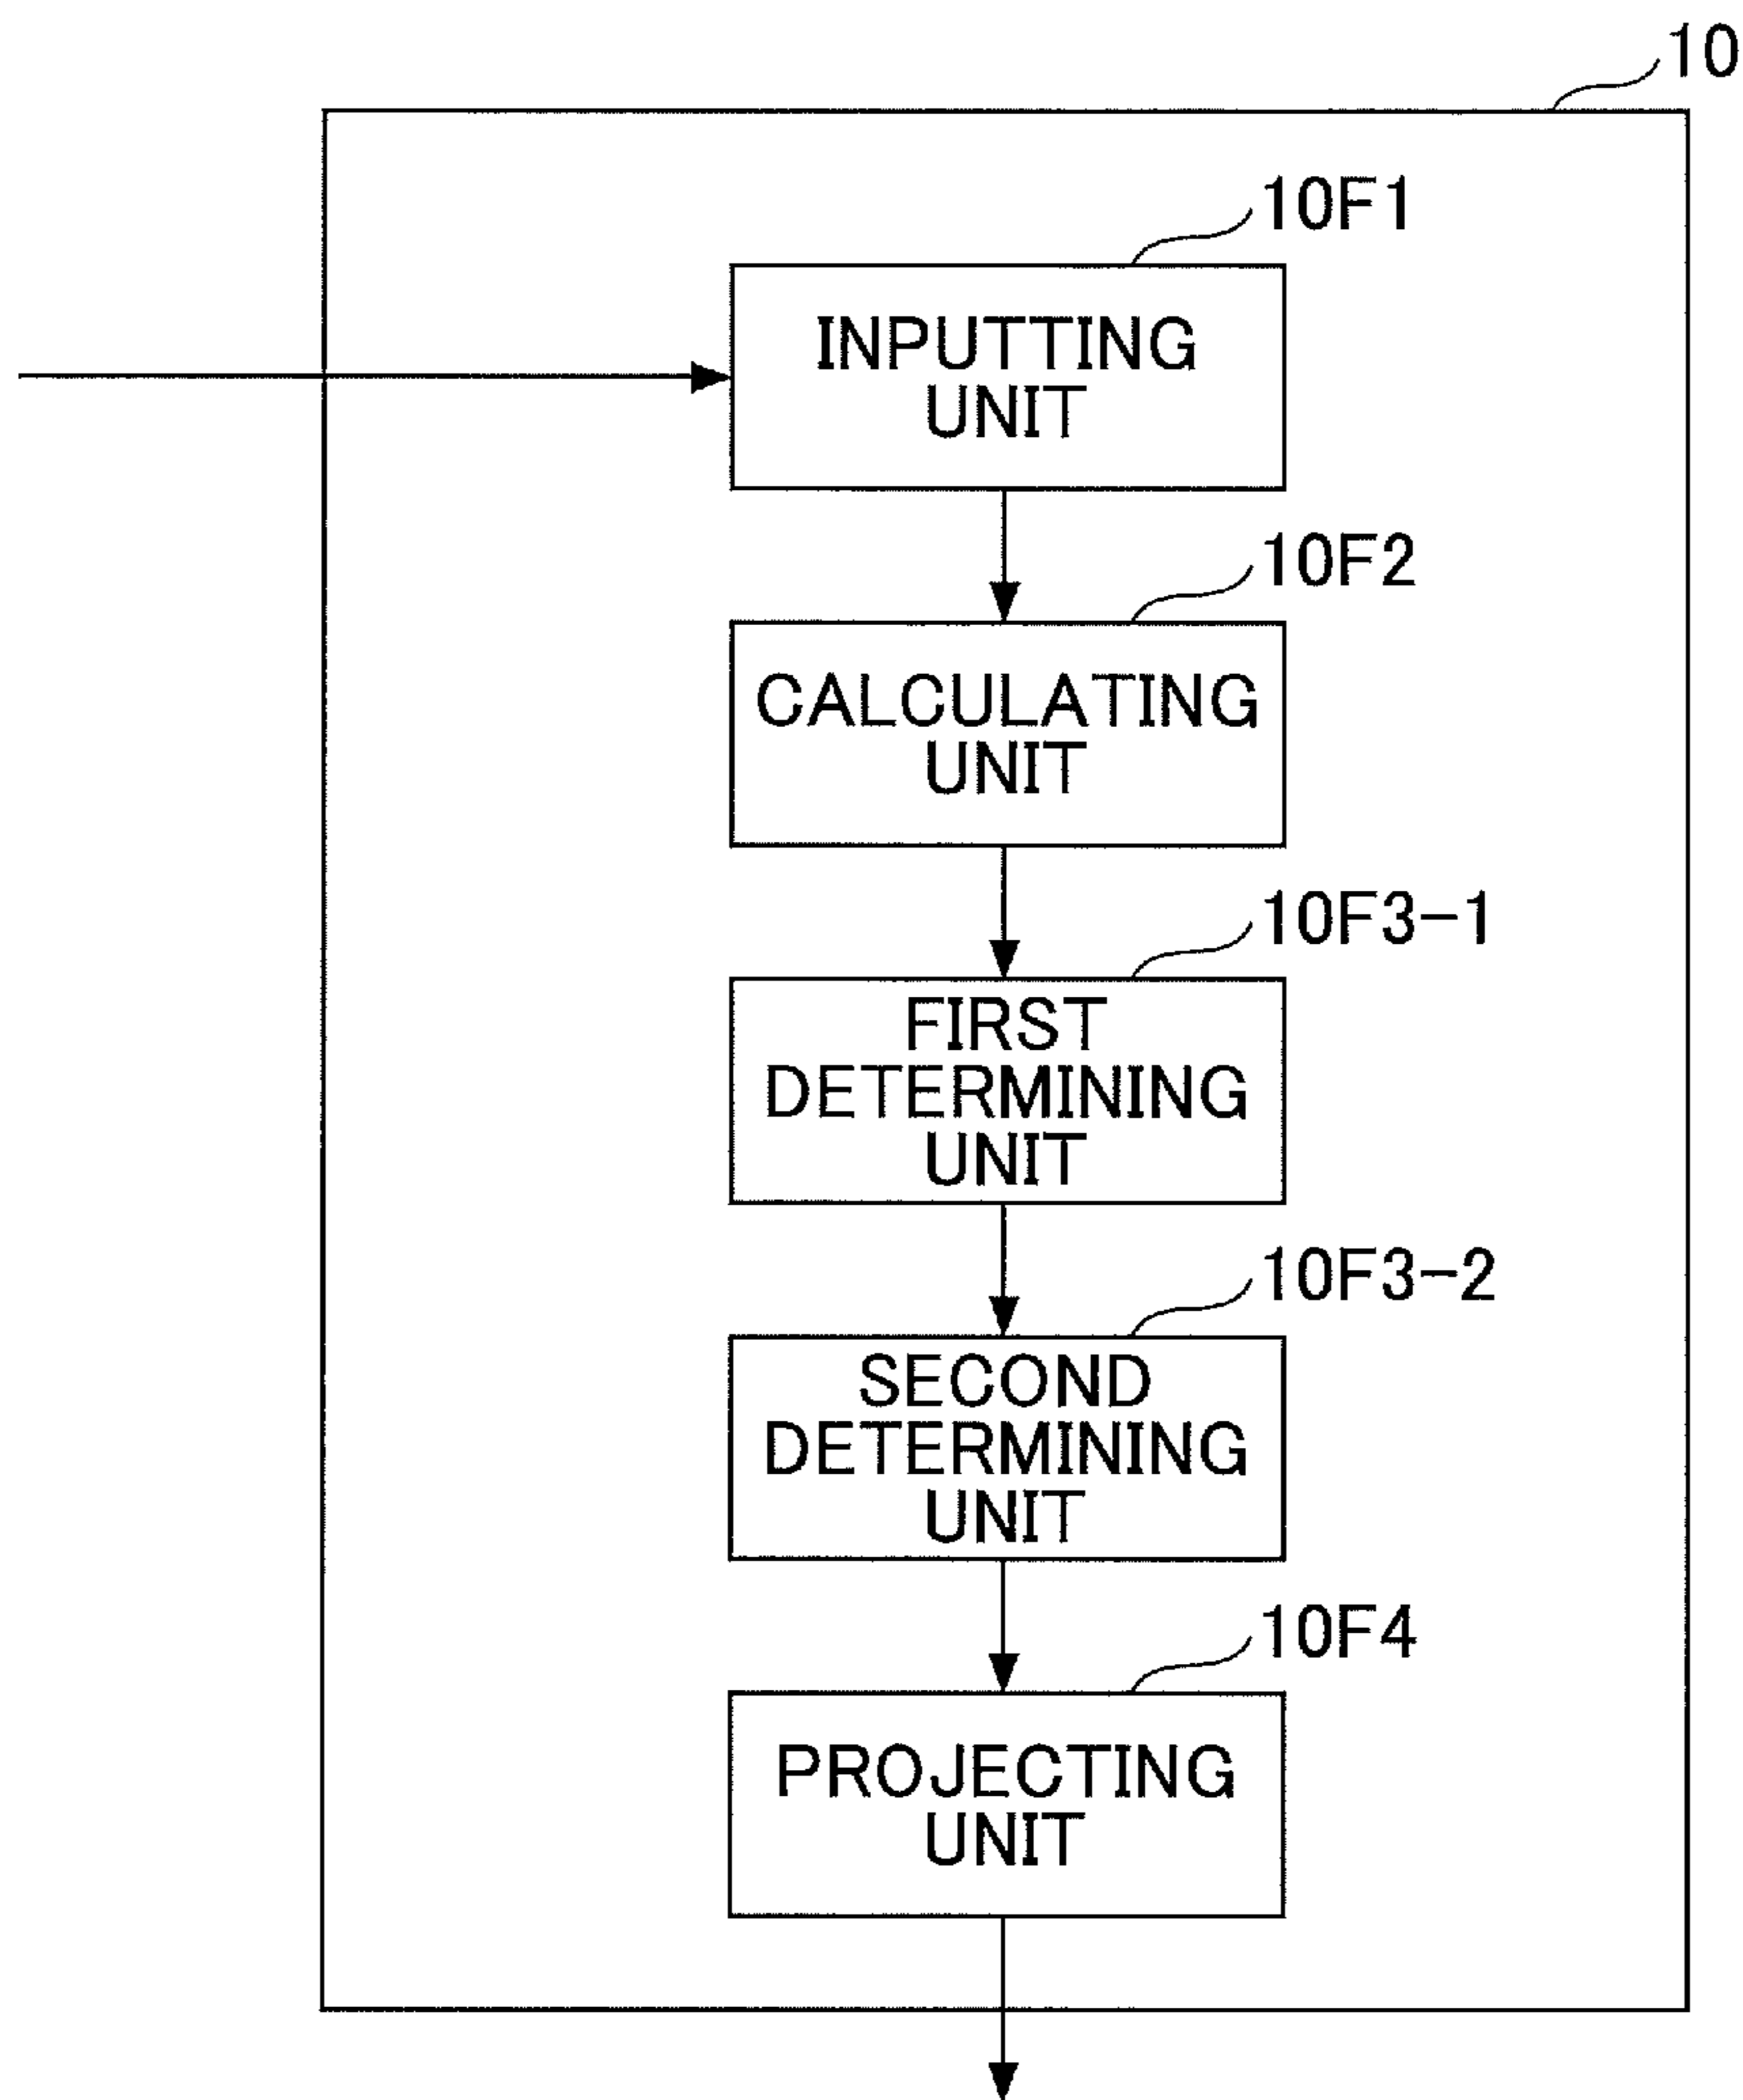 10
10F1
INPUTTING
UNIT
10F2
CALCULATING
UNIT
10F3-1
FIRST
DETERMINING
UNIT
10F3-2
SECOND
DETERMINING
UNIT
10F4
PROJECTING
UNIT